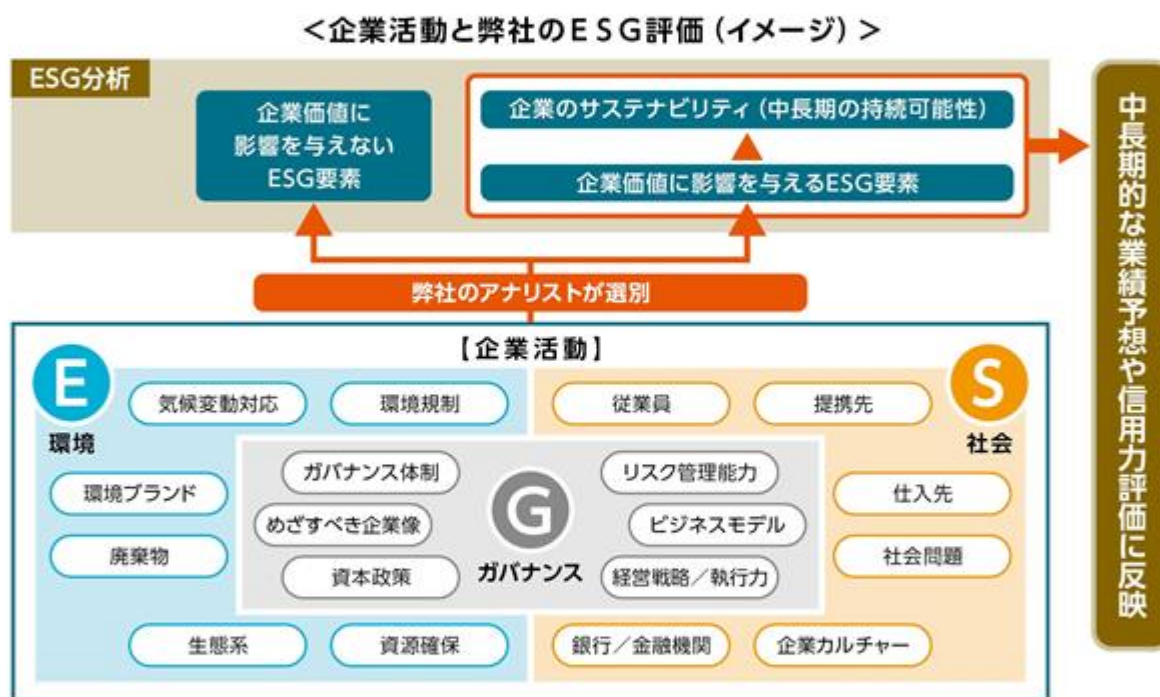 ＜企業活動と弊社のＥＳＧ評価（イメージ）＞
ESG分析
企業価値に
影響を与えない
ESG要素
企業のサステナビリティ（中長期の持続可能性）
企業価値に影響を与えるESG要素
中長期的な業績予想や信用力評価に反映
弊社のアナリストが選別
【企業活動】
E
環境
S
社会
気候変動対応
環境規制
従業員
提携先
環境ブランド
廃棄物
ガバナンス体制
めざすべき企業像
資本政策
G
ガバナンス
リスク管理能力
ビジネスモデル
経営戦略／執行力
仕入先
社会問題
生態系
資源確保
銀行／金融機関
企業カルチャー